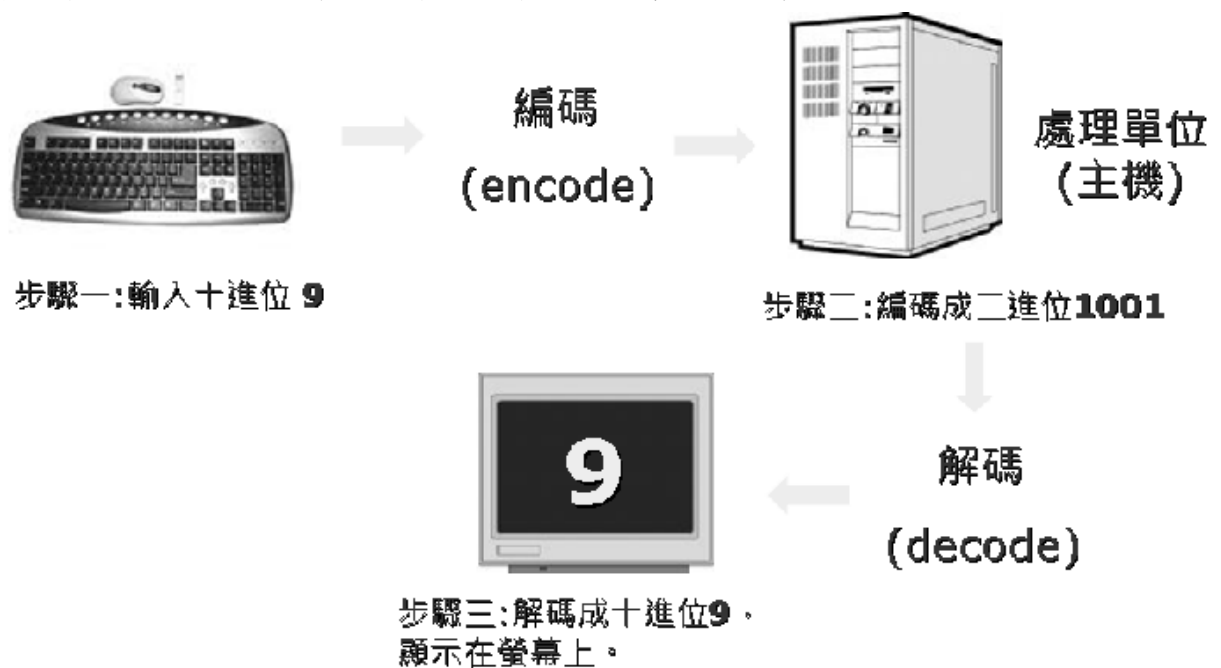 編碼
(encode)
處理單位
(主機)
步驟一:輸入十進位 9
步驟二:編碼成二進位1001
9
解碼
(decode)
步驟三:解碼成十進位9，
顯示在螢幕上。